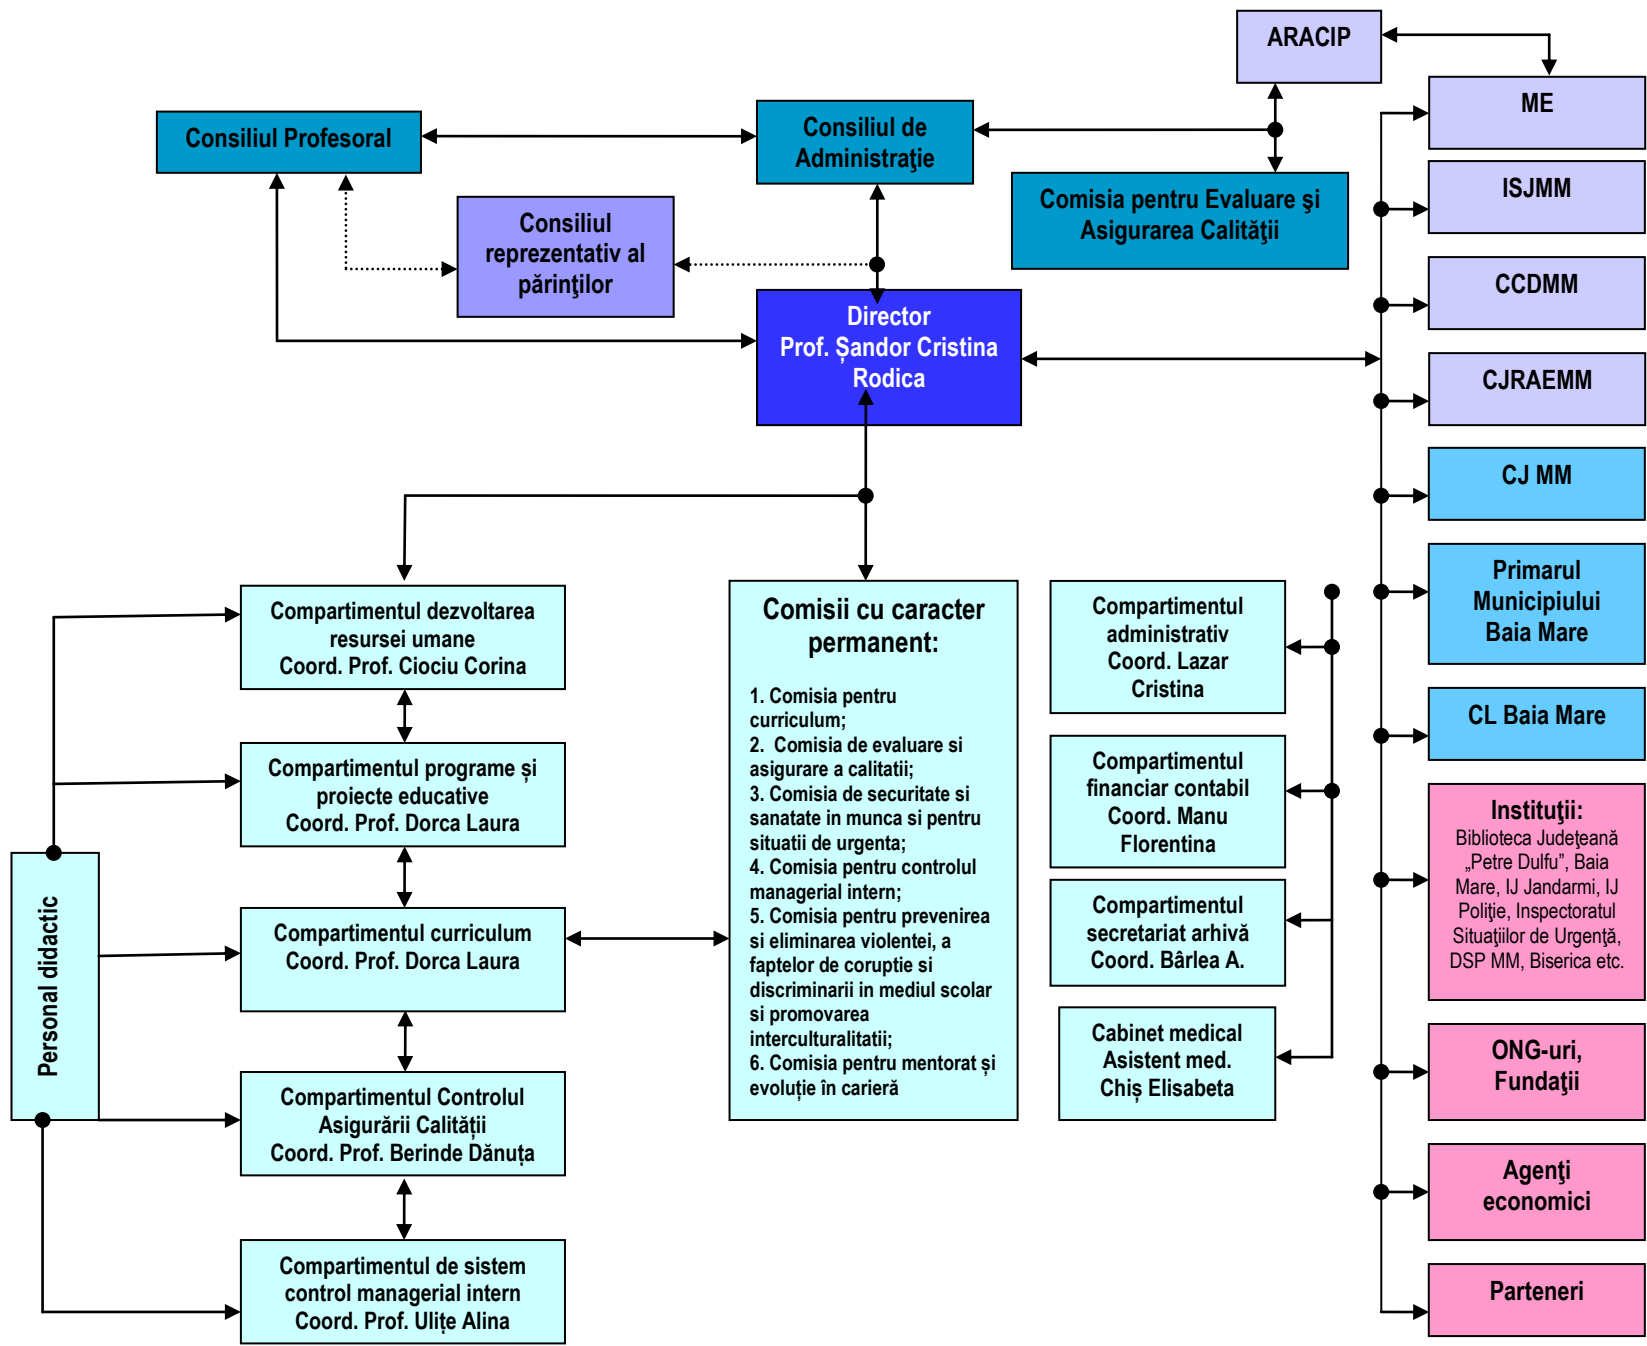 ARACIP
ME
Consiliul Profesoral
Consiliul de
Administraţie
Comisia pentru Evaluare şi
Asigurarea Calităţii
ISJMM
Consiliul
reprezentativ al
părinţilor
CCDMM
Director
Prof. Șandor Cristina
Rodica
CJRAEMM
CJ MM
Primarul
Municipiului
Baia Mare
CL Baia Mare
Instituţii:
Biblioteca Judeţeană
„Petre Dulfu”, Baia
Mare, IJ Jandarmi, IJ
Poliţie, Inspectoratul
Situaţiilor de Urgenţă,
DSP MM, Biserica etc.
ONG-uri,
Fundaţii
Agenţi
economici
Parteneri
Personal didactic
Compartimentul dezvoltarea
resursei umane
Coord. Prof. Ciociu Corina
Compartimentul programe și
proiecte educative
Coord. Prof. Dorca Laura
Compartimentul curriculum
Coord. Prof. Dorca Laura
Compartimentul Controlul
Asigurării Calității
Coord. Prof. Berinde Dănuța
Compartimentul de sistem
control managerial intern
Coord. Prof. Ulițe Alina
Comisii cu caracter
permanent:
1. Comisia pentru
curriculum;
2. Comisia de evaluare si
asigurare a calitatii;
3. Comisia de securitate si
sanatate in munca si pentru
situatii de urgenta;
4. Comisia pentru controlul
managerial intern;
5. Comisia pentru prevenirea
si eliminarea violentei, a
faptelor de coruptie si
discriminarii in mediul scolar
si promovarea
interculturalitatii;
6. Comisia pentru mentorat și
evoluție în carieră
Compartimentul
administrativ
Coord. Lazar
Cristina
Compartimentul
financiar contabil
Coord. Manu
Florentina
Compartimentul
secretariat arhivă
Coord. Bârlea A.
Cabinet medical
Asistent med.
Chiș Elisabeta